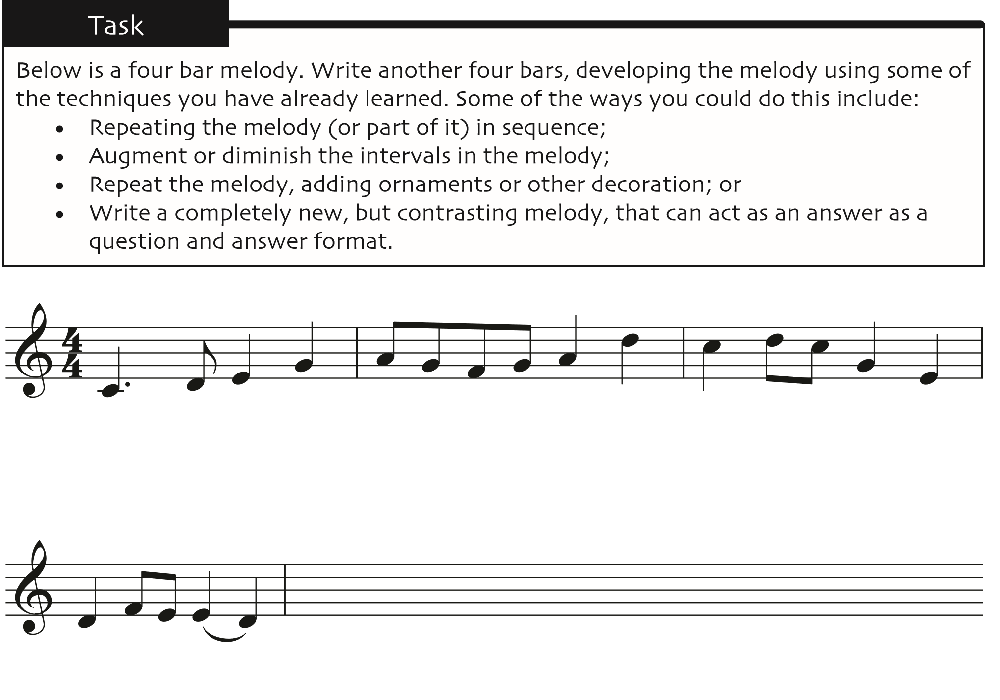 Task
Below is a four bar melody. Write another four bars, developing the melody using some of
the techniques you have already learned. Some of the ways you could do this include:
• Repeating the melody (or part of it) in sequence;
• Augment or diminish the intervals in the melody;
• Repeat the melody, adding ornaments or other decoration; or
• Write a completely new, but contrasting melody, that can act as an answer as a
question and answer format.
4
4